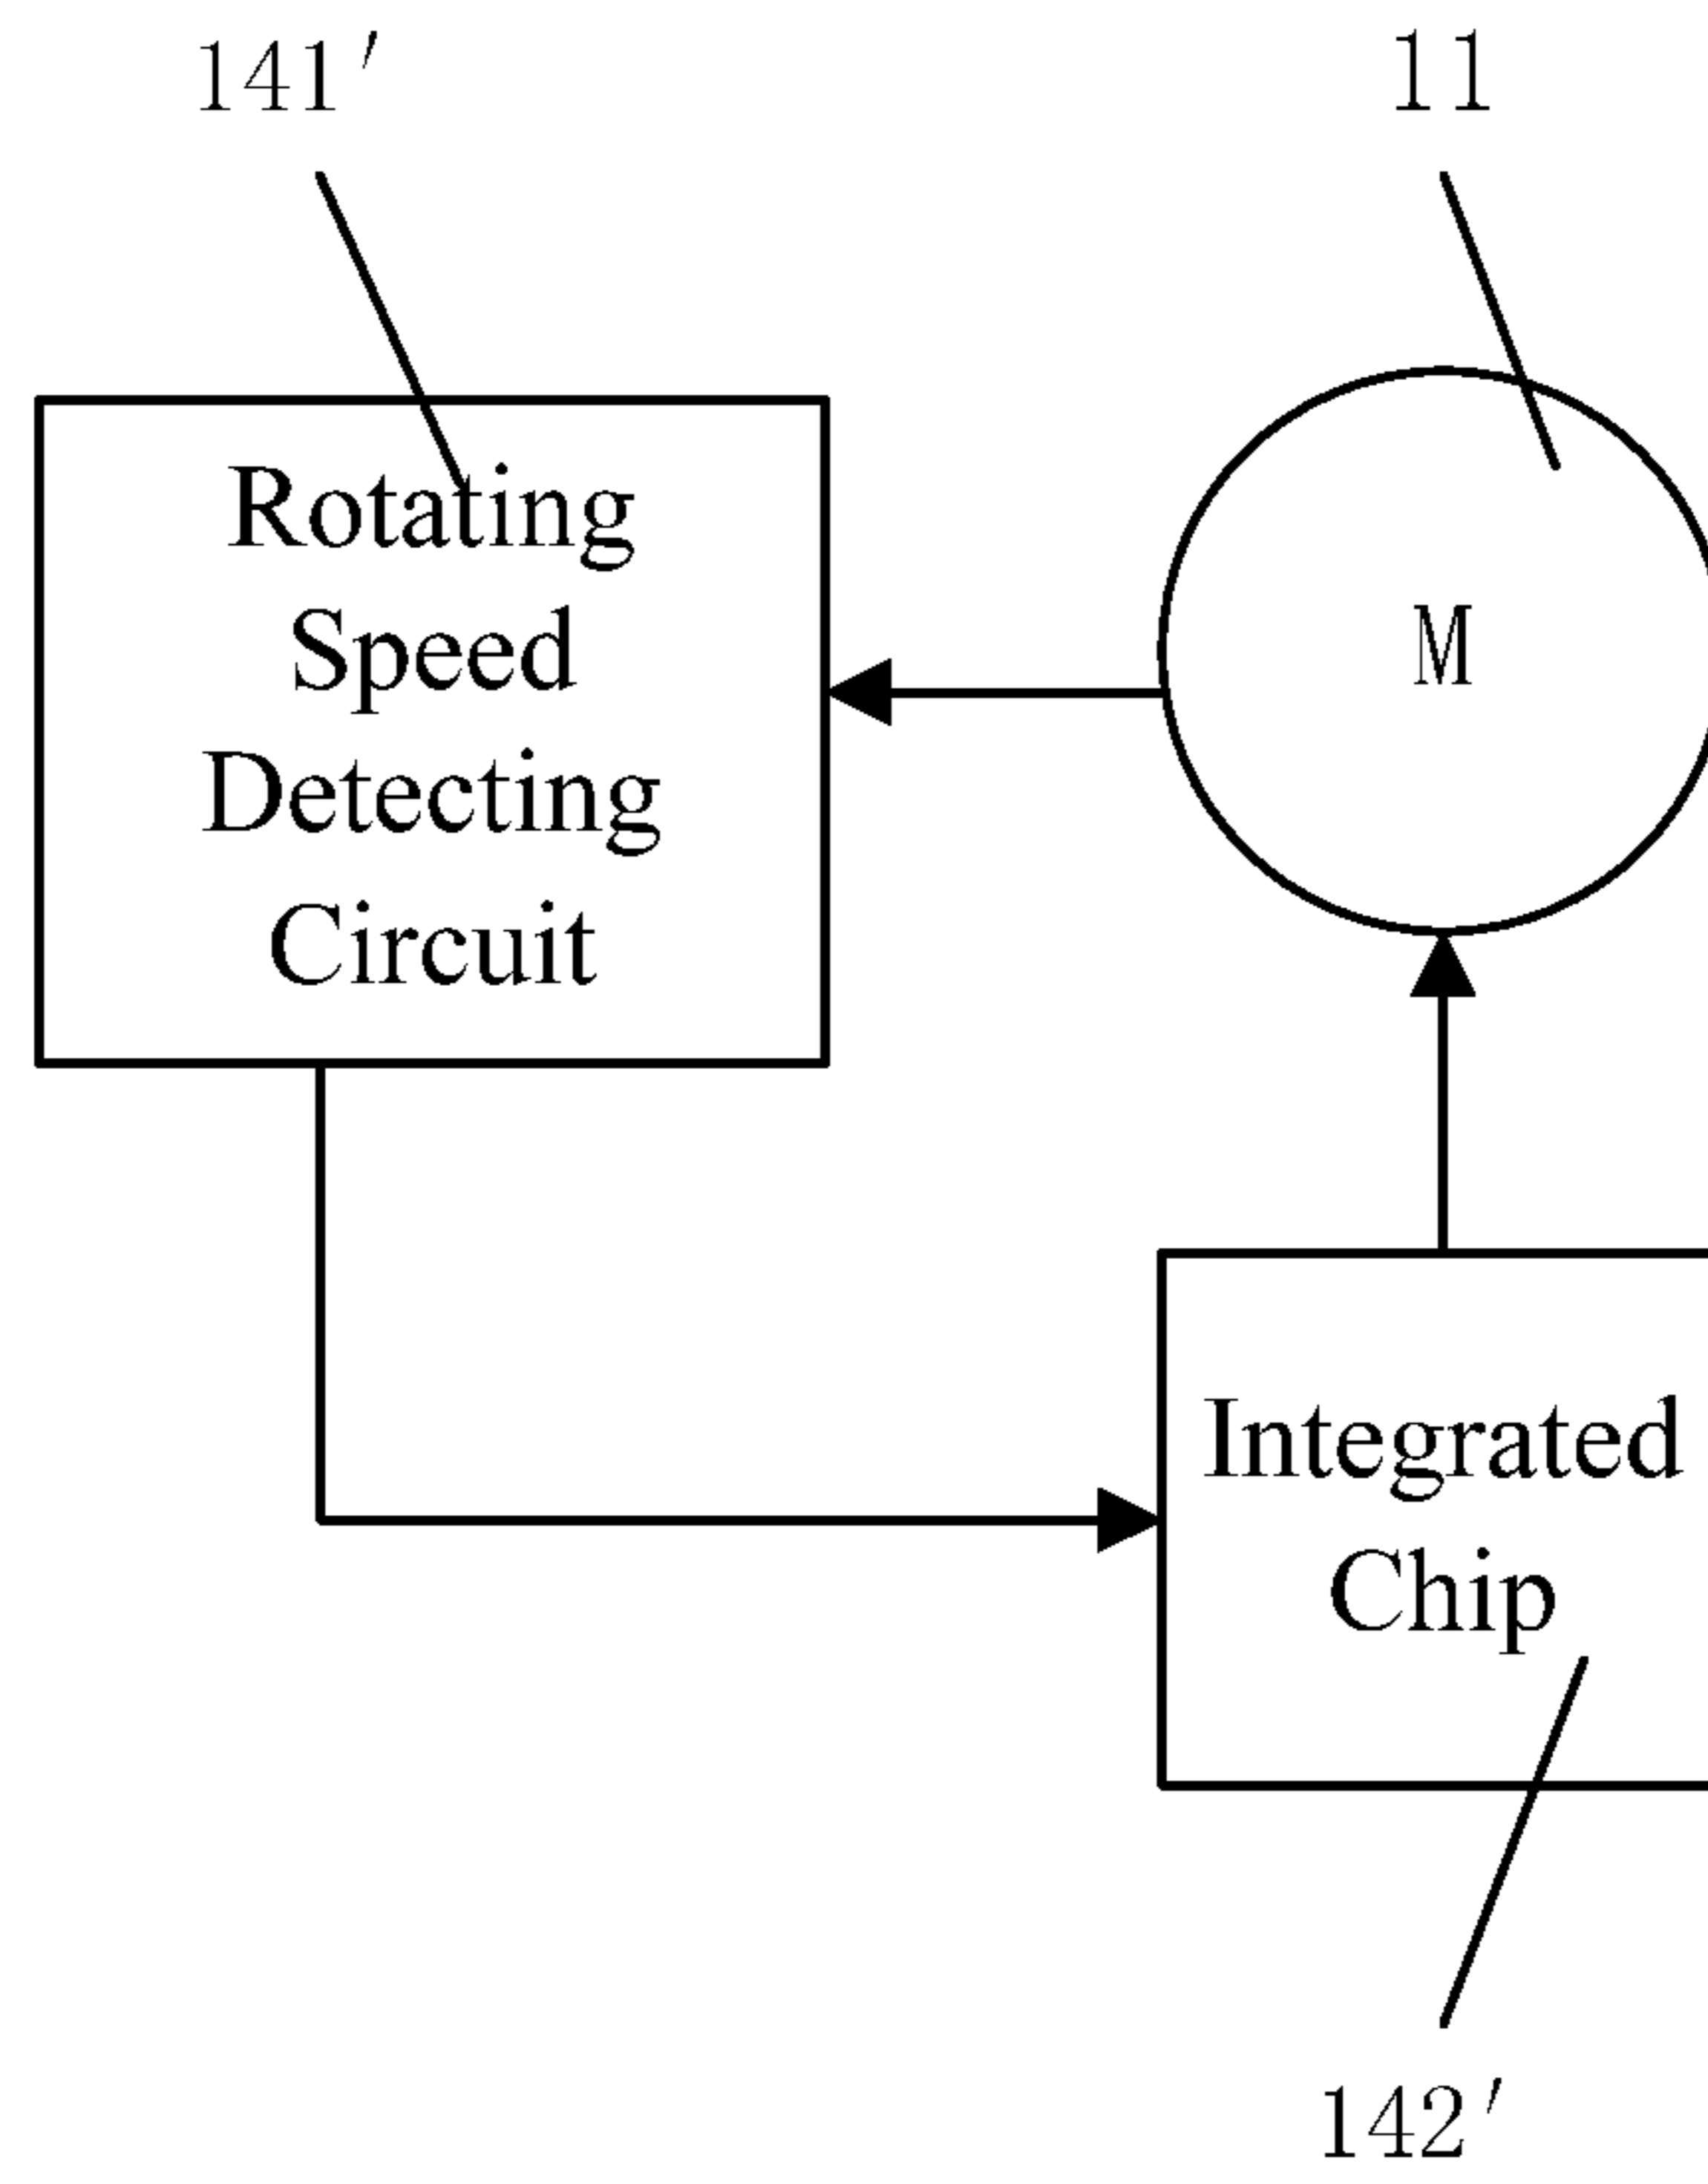 141′
11
Rotating
Speed
Detecting
Circuit
M
Integrated
Chip
142′